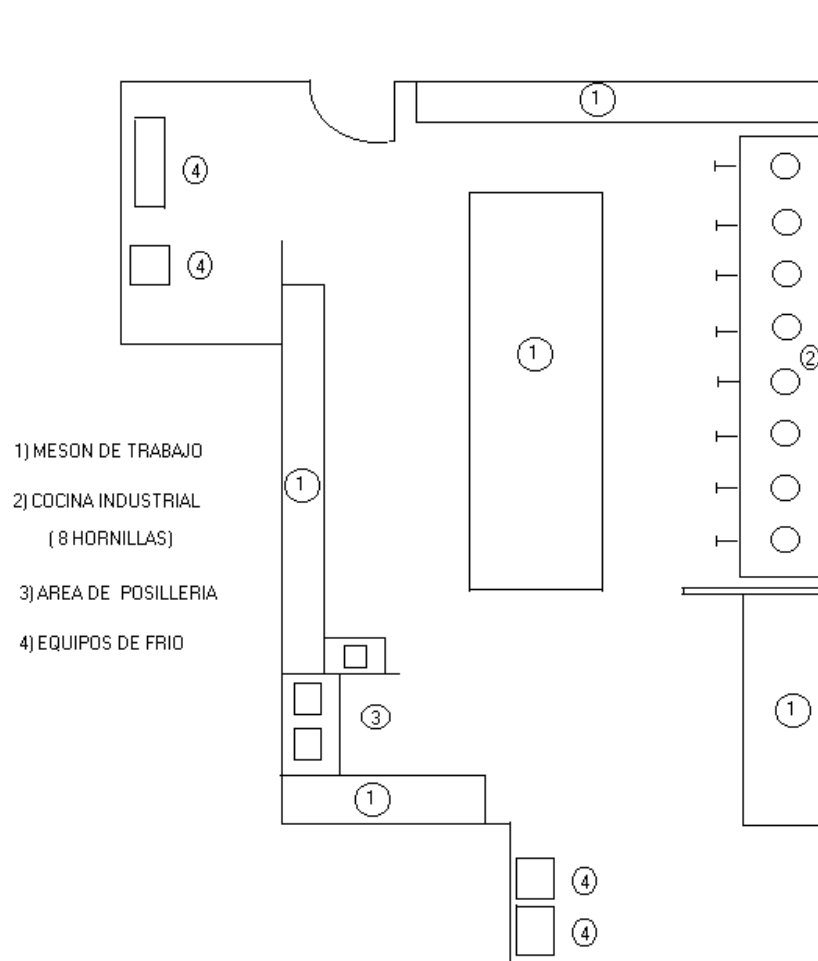 1
4
4
1
2
1) MESON DE TRABAJO
1
2) COCINA INDUSTRIAL
( 8 HORNILLAS)
3) AREA DE POSILLERIA
4) EQUIPOS DE FRIO
3
1
1
4
4